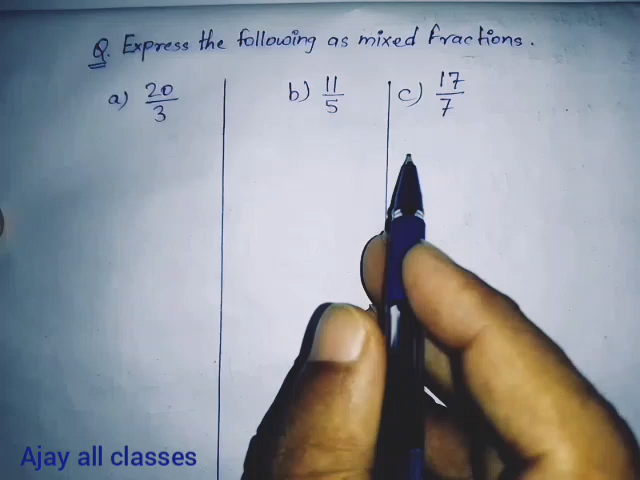 Q. Express the following as mixed fractions.
a) 20/3 b) 11/5 c) 17/7
Ajay all classes